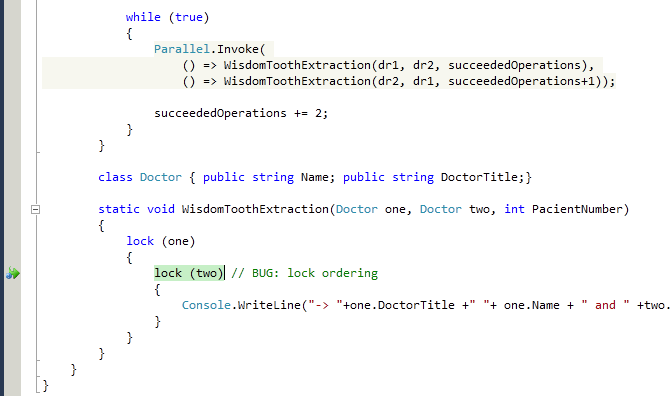 while (true)
{
Parallel.Invoke(
() => WisdomToothExtraction(dr1, dr2, succeededOperations),
() => WisdomToothExtraction(dr2, dr1, succeededOperations+1));
succeededOperations += 2;
}
}
class Doctor { public string Name; public string DoctorTitle;}
static void WisdomToothExtraction(Doctor one, Doctor two, int PacientNumber)
{
lock (one)
{
lock (two) // BUG: lock ordering
{
Console.WriteLine("-> "+one.DoctorTitle +" "+ one.Name + " and " +two.
}
}
}
}
}